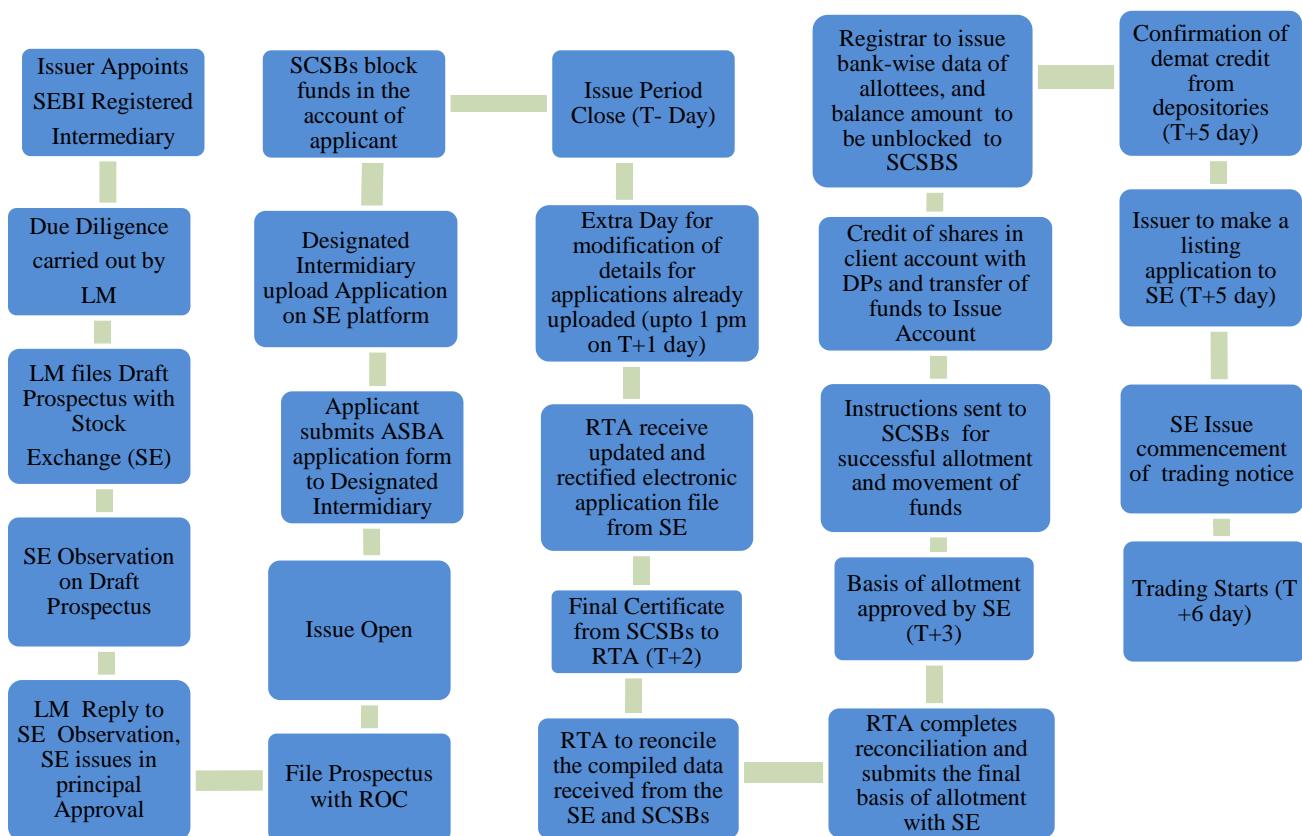 Issuer Appoints
SEBI Registered
Intermediary
Due Diligence
carried out by
LM
LM files Draft
Prospectus with
Stock
Exchange (SE)
SE Observation
on Draft
Prospectus
LM Reply to
SE Observation,
SE issues in
principal
Approval
File Prospectus
with ROC
Issue Open
Applicant
submits ASBA
application form
to Designated
Intermidiary
Designated
Intermidiary
upload Application
on SE platform
SCSBs block
funds in the
account of
applicant
Issue Period
Close (T- Day)
Extra Day for
modification of
details for
applications already
uploaded (upto 1 pm
on T+1 day)
RTA receive
updated and
rectified electronic
application file
from SE
Final Certificate
from SCSBs to
RTA (T+2)
RTA to reconcile
the compiled data
received from the
SE and SCSBs
RTA completes
reconciliation and
submits the final
basis of allotment
with SE
Basis of allotment
approved by SE
(T+3)
Instructions sent to
SCSBs for
successful allotment
and movement of
funds
Credit of shares in
client account with
DPs and transfer of
funds to Issue
Account
Registrar to issue
bank-wise data of
allottees, and
balance amount to
be unblocked to
SCSBS
Confirmation of
demat credit
from
depositories
(T+5 day)
Issuer to make a
listing
application to
SE (T+5 day)
SE Issue
commencement
of trading notice
Trading Starts (T
+6 day)